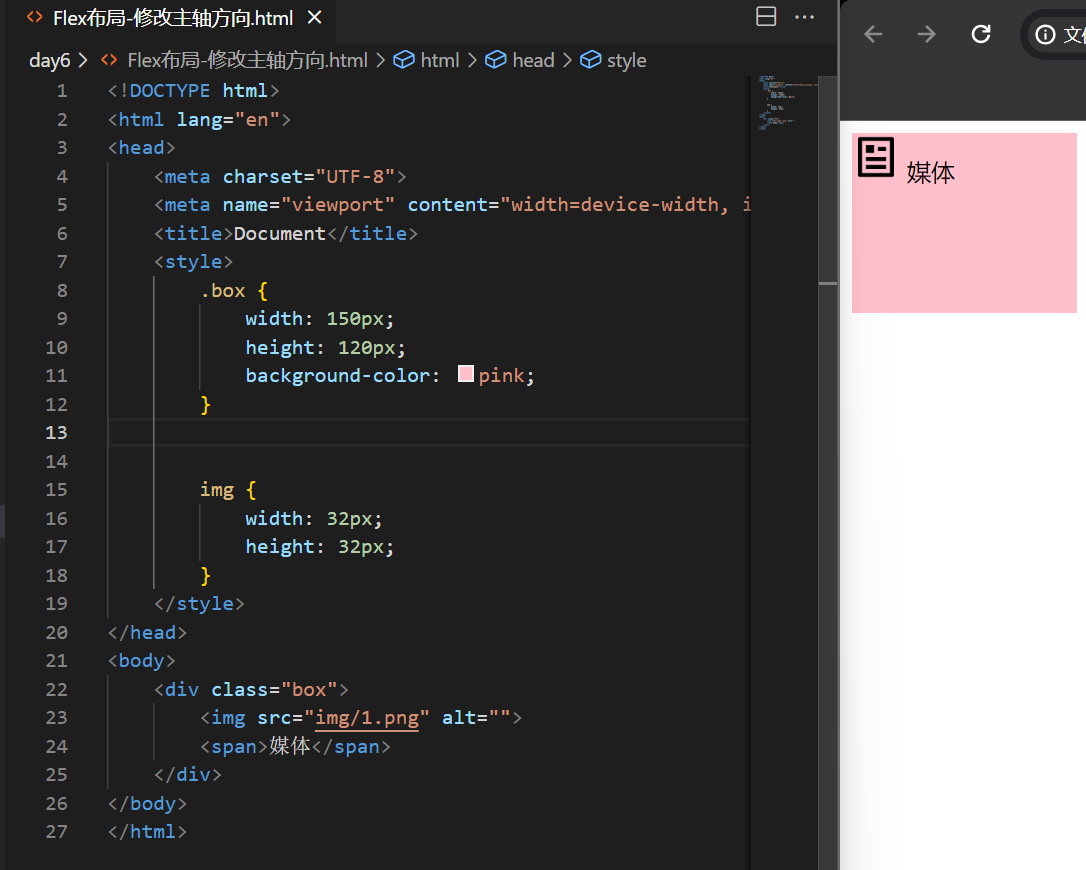 Flex布局-修改主轴方向.html
day6 > Flex布局-修改主轴方向.html > html > head > style
1 <!DOCTYPE html>
2 <html lang="en">
3 <head>
4 <meta charset="UTF-8">
5 <meta name="viewport" content="width=device-width, i
6 <title>Document</title>
7 <style>
8 .box {
9 width: 150px;
10 height: 120px;
11 background-color: pink;
12 }
13
14
15 img {
16 width: 32px;
17 height: 32px;
18 }
19 </style>
20 </head>
21 <body>
22 <div class="box">
23 <img src="img/1.png" alt="">
24 <span>媒体</span>
25 </div>
26 </body>
27 </html>
媒体